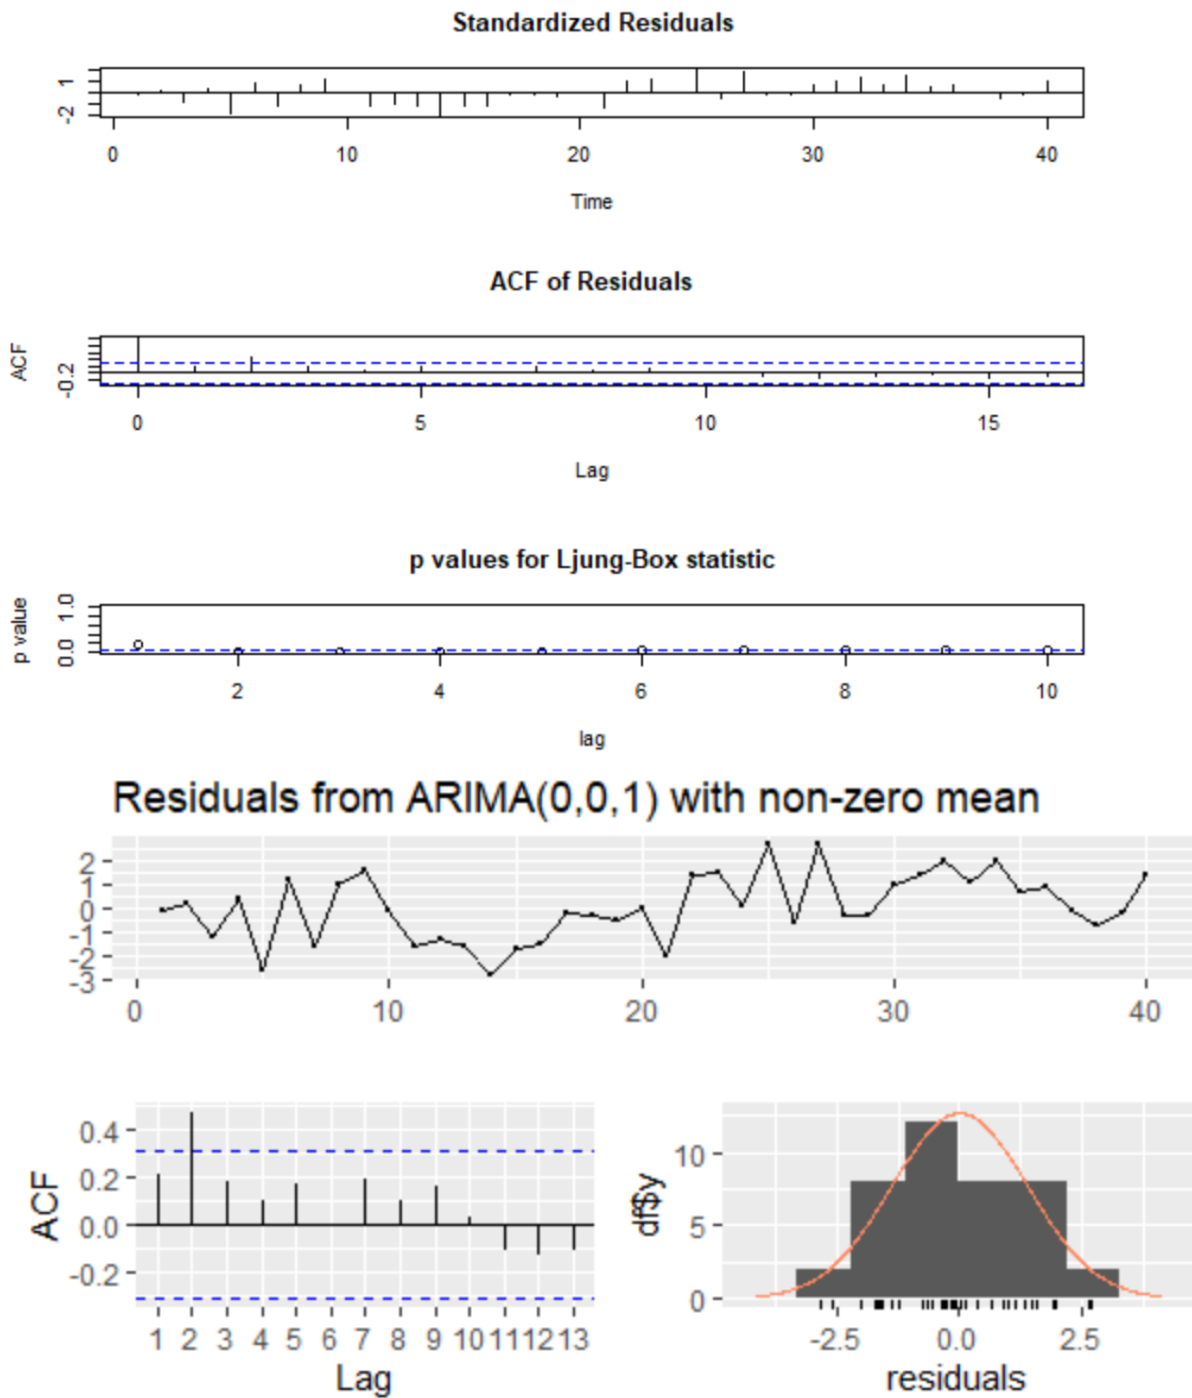 Standardized Residuals
1
-2
0 10 20 30 40
Time
ACF of Residuals
ACF
-0.2
0 5 10 15
Lag
p values for Ljung-Box statistic
p value
1.0
0.0
2 4 6 8 10
lag
Residuals from ARIMA(0,0,1) with non-zero mean
2
1
0
-1
-2
-3
0 10 20 30 40
ACF
0.4
0.2
0.0
-0.2
1 2 3 4 5 6 7 8 9 10 11 12 13
Lag
df$y
10
5
0
-2.5 0.0 2.5
residuals